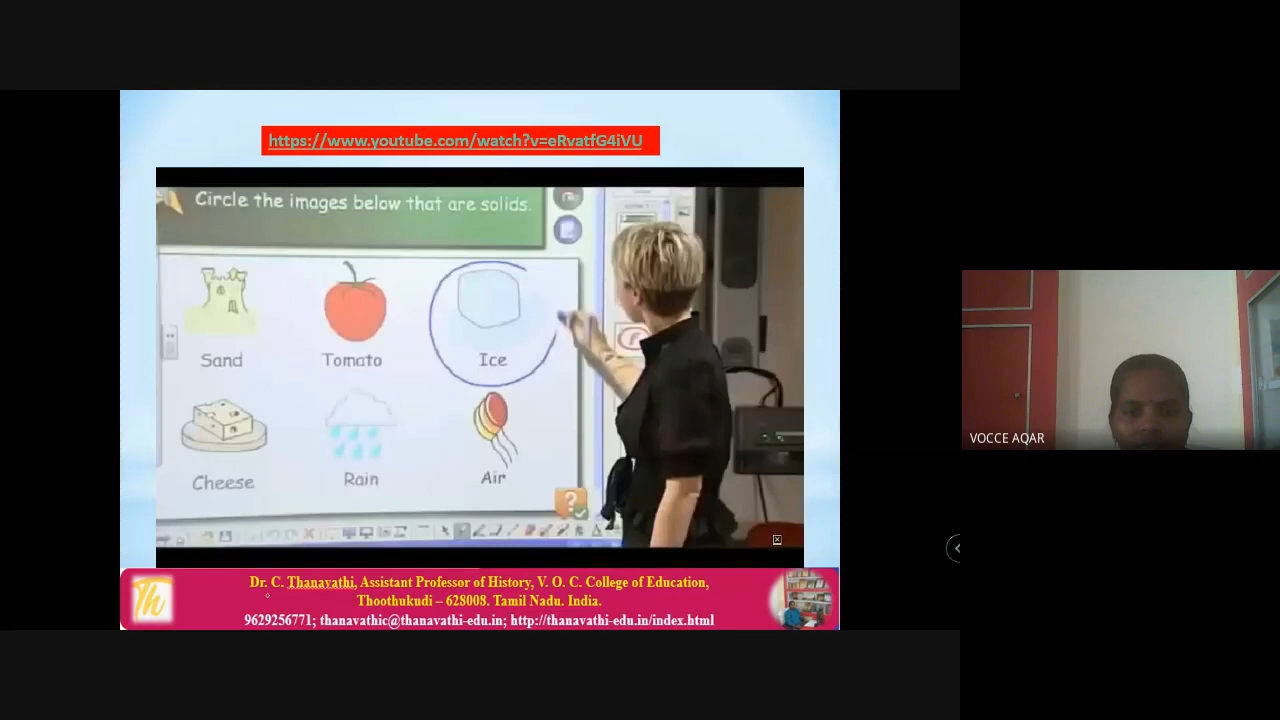 https://www.youtube.com/watch?v=eRvatfG4iVU
Circle the images below that are solids.
Sand Tomato Ice
Cheese Rain Air
?
VOCCE AQAR
Th
Dr. C. Thanavathi, Assistant Professor of History, V. O. C. College of Education,
Thoothukudi – 628008. Tamil Nadu. India.
9629256771; thanavathic@thanavathi-edu.in; http://thanavathi-edu.in/index.html